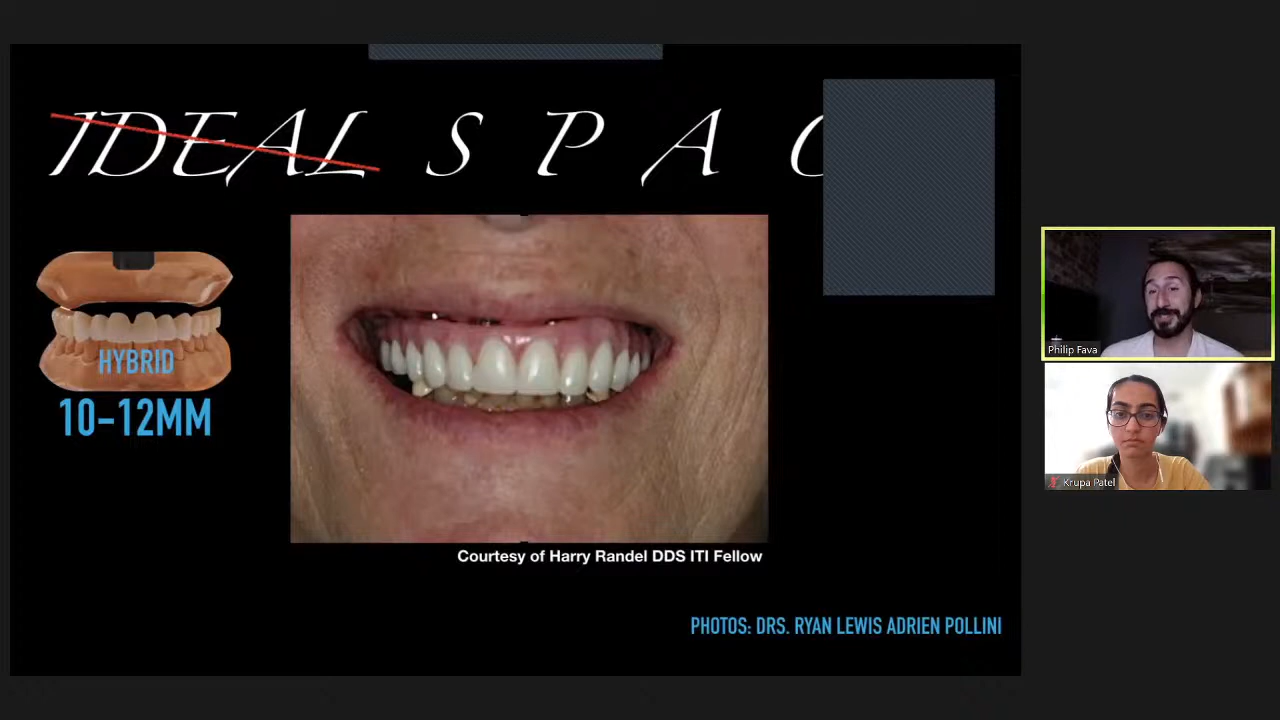 IDEAL S P A C
HYBRID
10-12MM
Courtesy of Harry Randel DDS ITI Fellow
PHOTOS: DRS. RYAN LEWIS ADRIEN POLLINI
Philip Fava
Krupa Patel